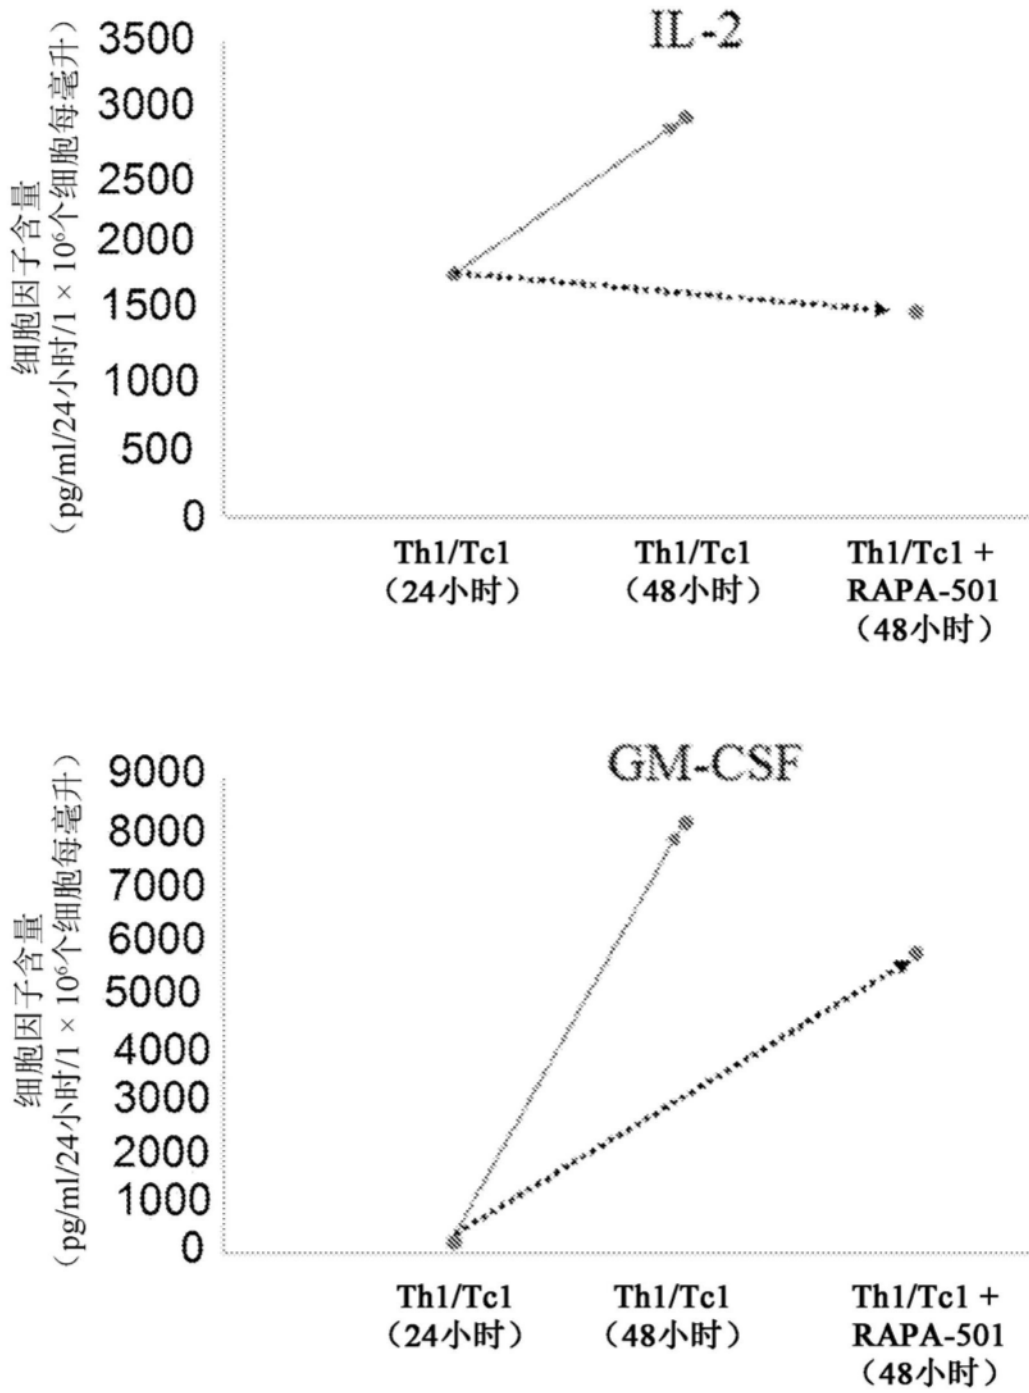 IL-2
细胞因子含量
（pg/ml/24小时/1 × 10⁶个细胞每毫升）
3500
3000
2500
2000
1500
1000
500
0
Th1/Tc1
（24小时）
Th1/Tc1
（48小时）
Th1/Tc1 +
RAPA-501
（48小时）
GM-CSF
细胞因子含量
（pg/ml/24小时/1 × 10⁶个细胞每毫升）
9000
8000
7000
6000
5000
4000
3000
2000
1000
0
Th1/Tc1
（24小时）
Th1/Tc1
（48小时）
Th1/Tc1 +
RAPA-501
（48小时）